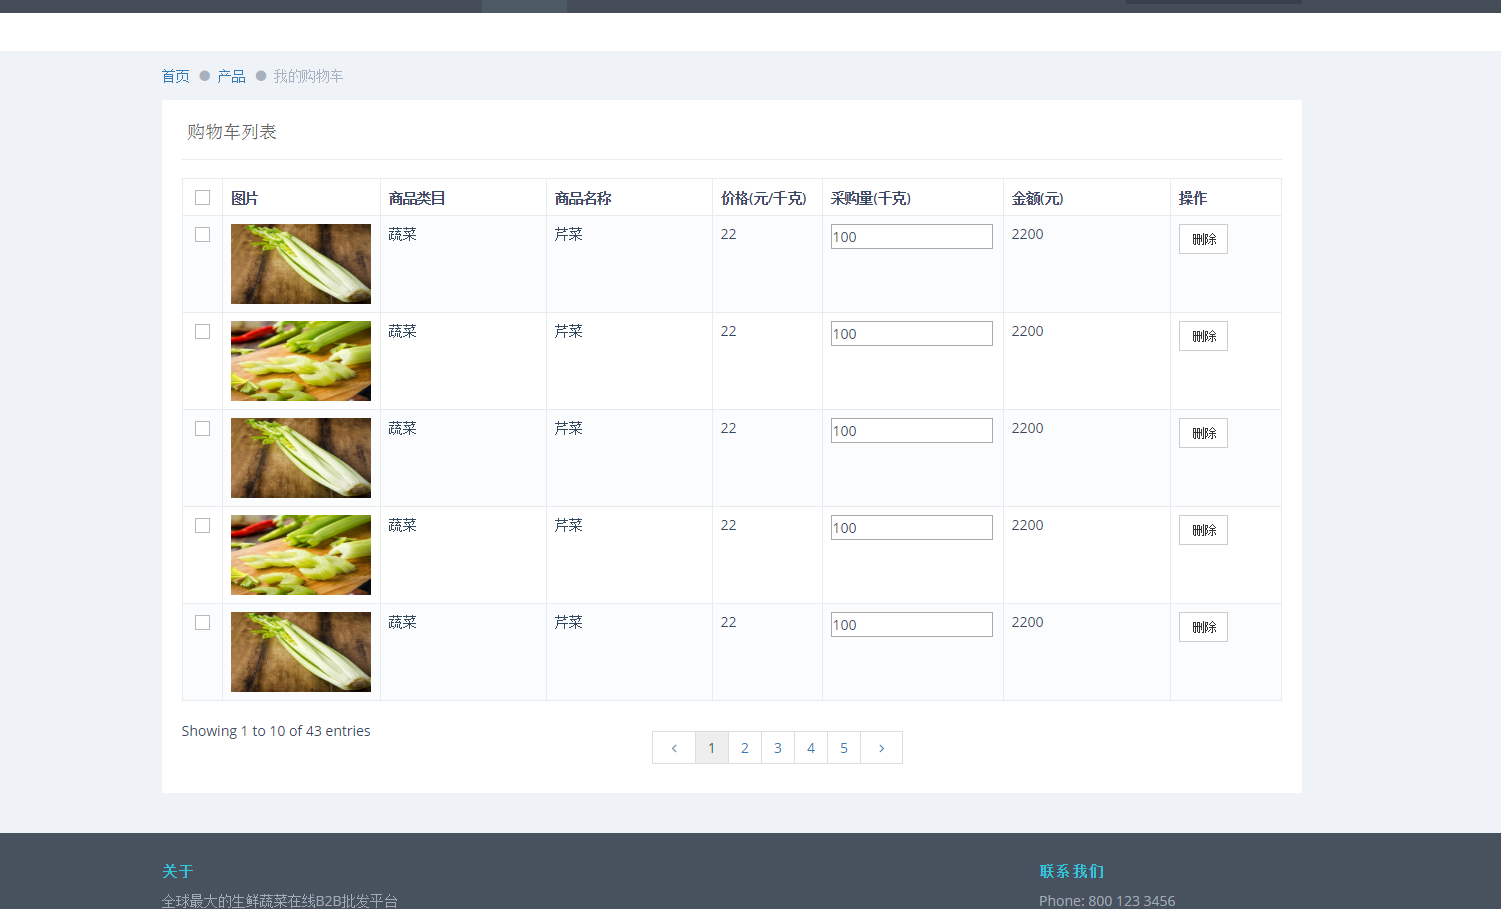 首页 产品 我的购物车
购物车列表
图片 商品类目 商品名称 价格(元/千克) 采购量(千克) 金额(元) 操作
蔬菜 芹菜 22 100 2200 删除
蔬菜 芹菜 22 100 2200 删除
蔬菜 芹菜 22 100 2200 删除
蔬菜 芹菜 22 100 2200 删除
蔬菜 芹菜 22 100 2200 删除
Showing 1 to 10 of 43 entries
‹ 1 2 3 4 5 ›
关于 联系我们
全球最大的生鲜蔬菜在线B2B批发平台 Phone: 800 123 3456